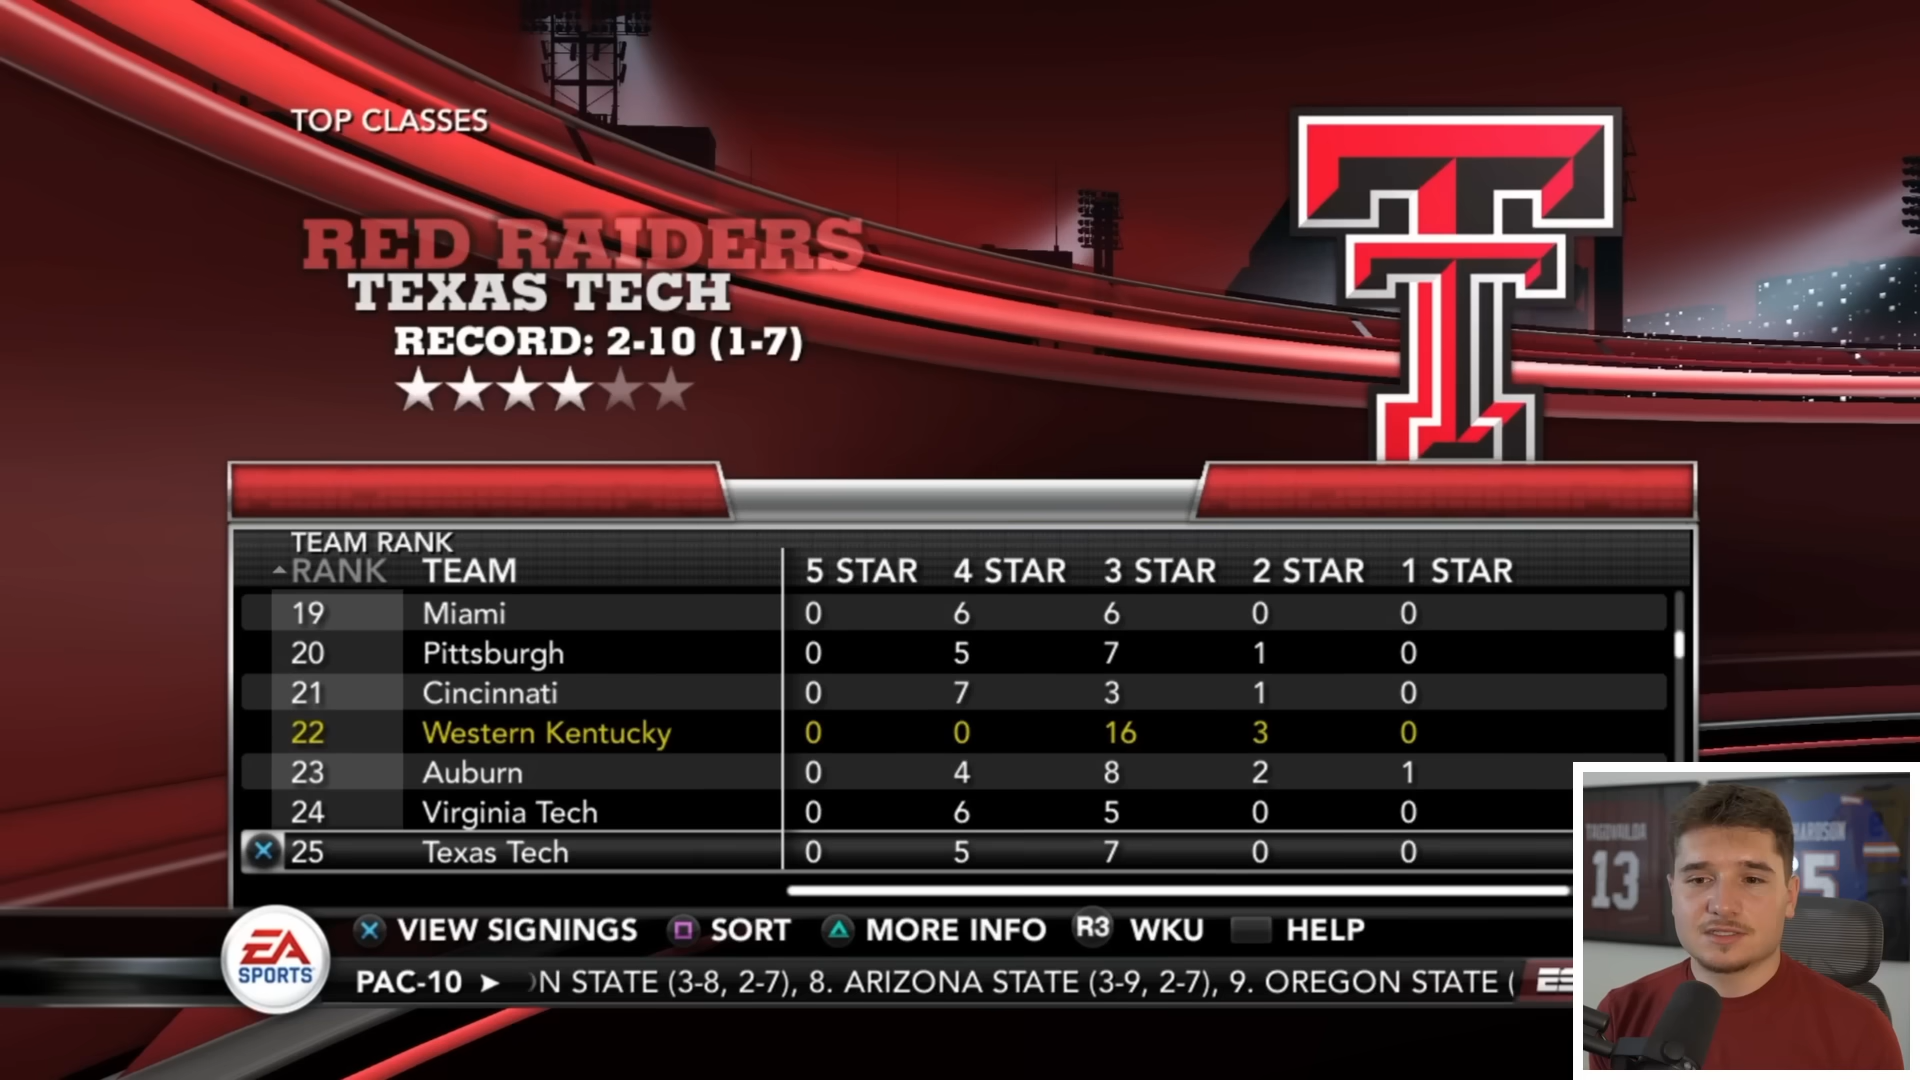 TOP CLASSES
RED RAIDERS
TEXAS TECH
RECORD: 2-10 (1-7)
TEAM RANK
RANK TEAM 5 STAR 4 STAR 3 STAR 2 STAR 1 STAR
19 Miami 0 6 6 0 0
20 Pittsburgh 0 5 7 1 0
21 Cincinnati 0 7 3 1 0
22 Western Kentucky 0 0 16 3 0
23 Auburn 0 4 8 2 1
24 Virginia Tech 0 6 5 0 0
25 Texas Tech 0 5 7 0 0
VIEW SIGNINGS SORT MORE INFO R3 WKU HELP
EA SPORTS
PAC-10 N STATE (3-8, 2-7), 8. ARIZONA STATE (3-9, 2-7), 9. OREGON STATE (
13